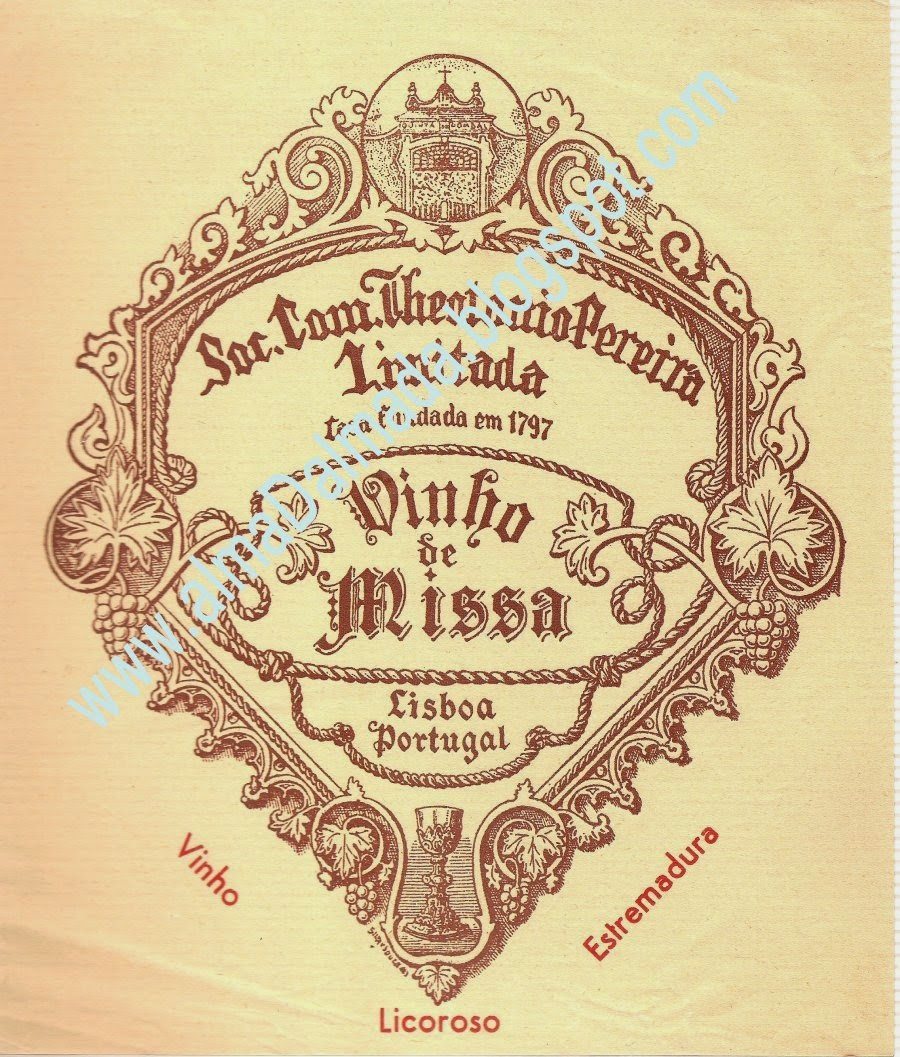 Soc. Com. Theotonio Pereira
Limitada
Casa Fundada em 1797
Vinho
de
Missa
Lisboa
Portugal
Vinho
Licoroso
Estremadura
www.almaDalmada.blogspot.com